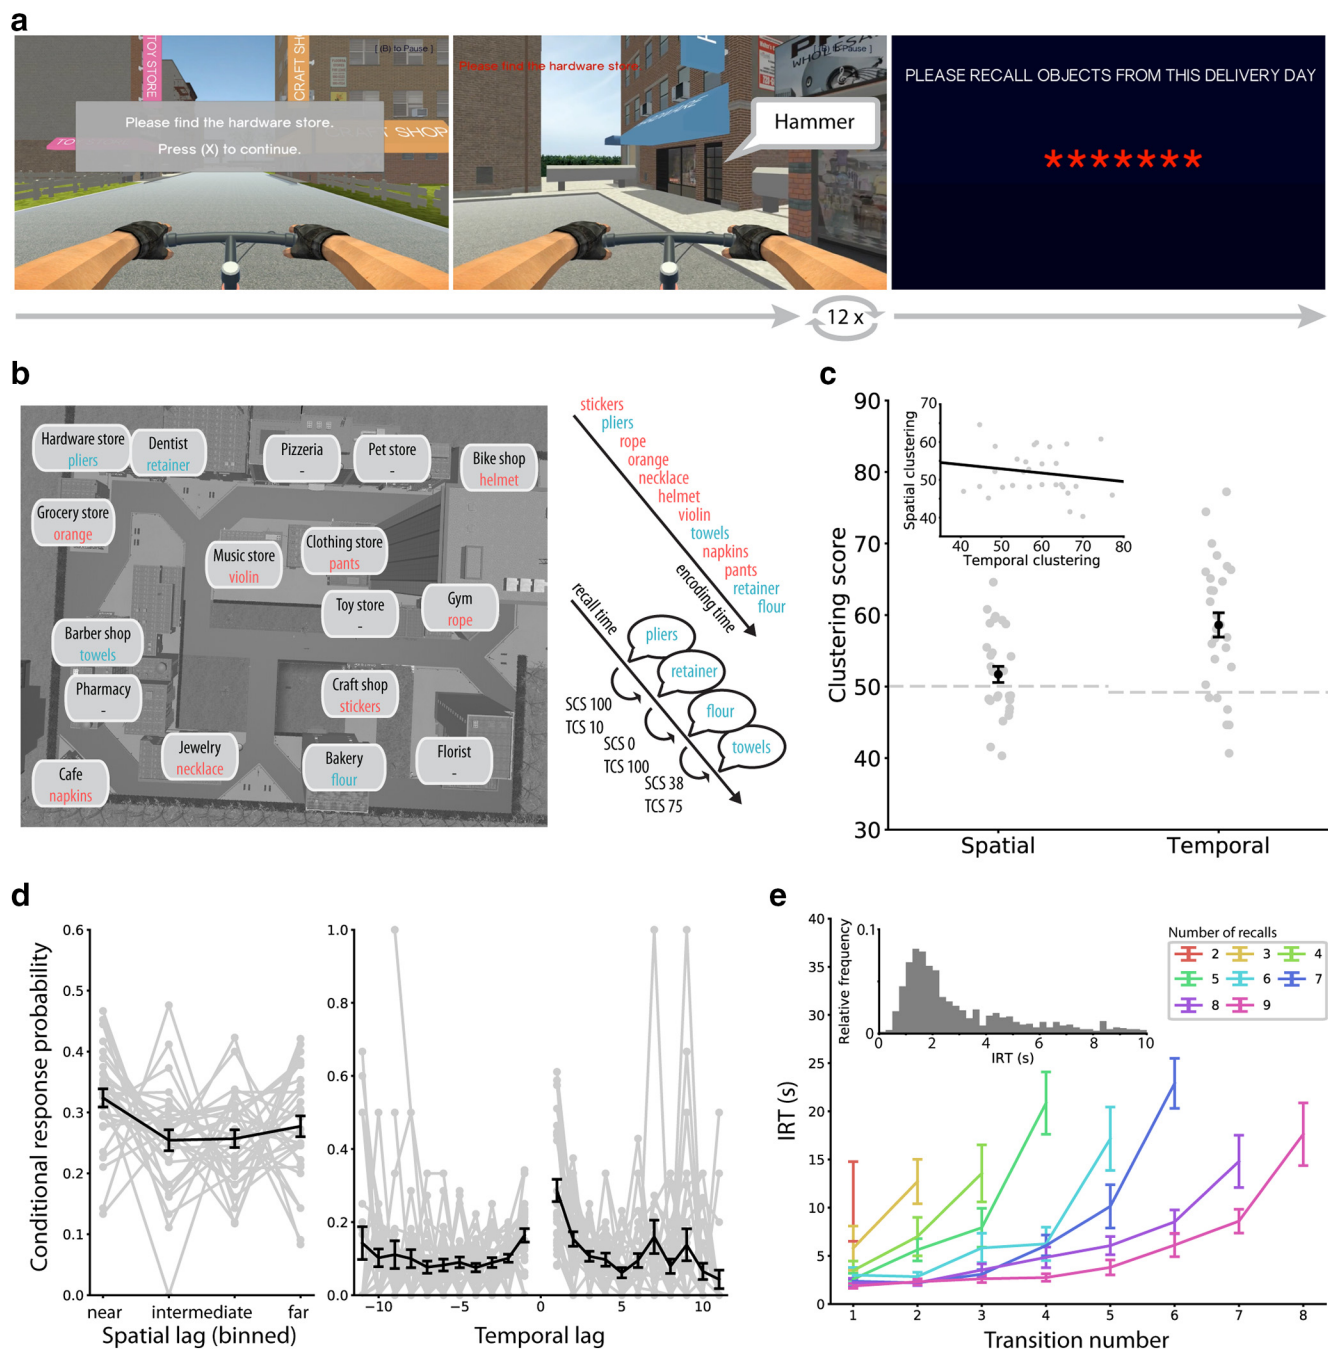 a
TOY STORE
CRAFT SH
[ (B) to Pause ]
Please find the hardware store.
Press (X) to continue.
TO
SHOP
Please find the hardware store.
(B) to Pause ]
WHOLESA
Hammer
PLEASE RECALL OBJECTS FROM THIS DELIVERY DAY
*******
12 x
b
Hardware store
pliers
Dentist
retainer
Pizzeria
-
Pet store
-
Bike shop
helmet
Grocery store
orange
Music store
violin
Clothing store
pants
Toy store
-
Gym
rope
Barber shop
towels
Pharmacy
-
Craft shop
stickers
Jewelry
necklace
Bakery
flour
Florist
-
Cafe
napkins
stickers
pliers
rope
orange
necklace
helmet
violin
towels
napkins
pants
retainer
flour
encoding time
recall time
pliers
retainer
flour
towels
SCS 100
TCS 10
SCS 0
TCS 100
SCS 38
TCS 75
c
Clustering score
90
80
70
60
50
40
30
Spatial
Temporal
Spatial clustering
70
60
50
40
40 50 60 70 80
Temporal clustering
d
Conditional response probability
0.6
0.5
0.4
0.3
0.2
0.1
0.0
near intermediate far
Spatial lag (binned)
1.0
0.8
0.6
0.4
0.2
0.0
−10 −5 0 5 10
Temporal lag
e
IRT (s)
40
35
30
25
20
15
10
5
0
1 2 3 4 5 6 7 8
Transition number
Relative frequency
0.1
0
0 2 4 6 8 10
IRT (s)
Number of recalls
2 3 4
5 6 7
8 9